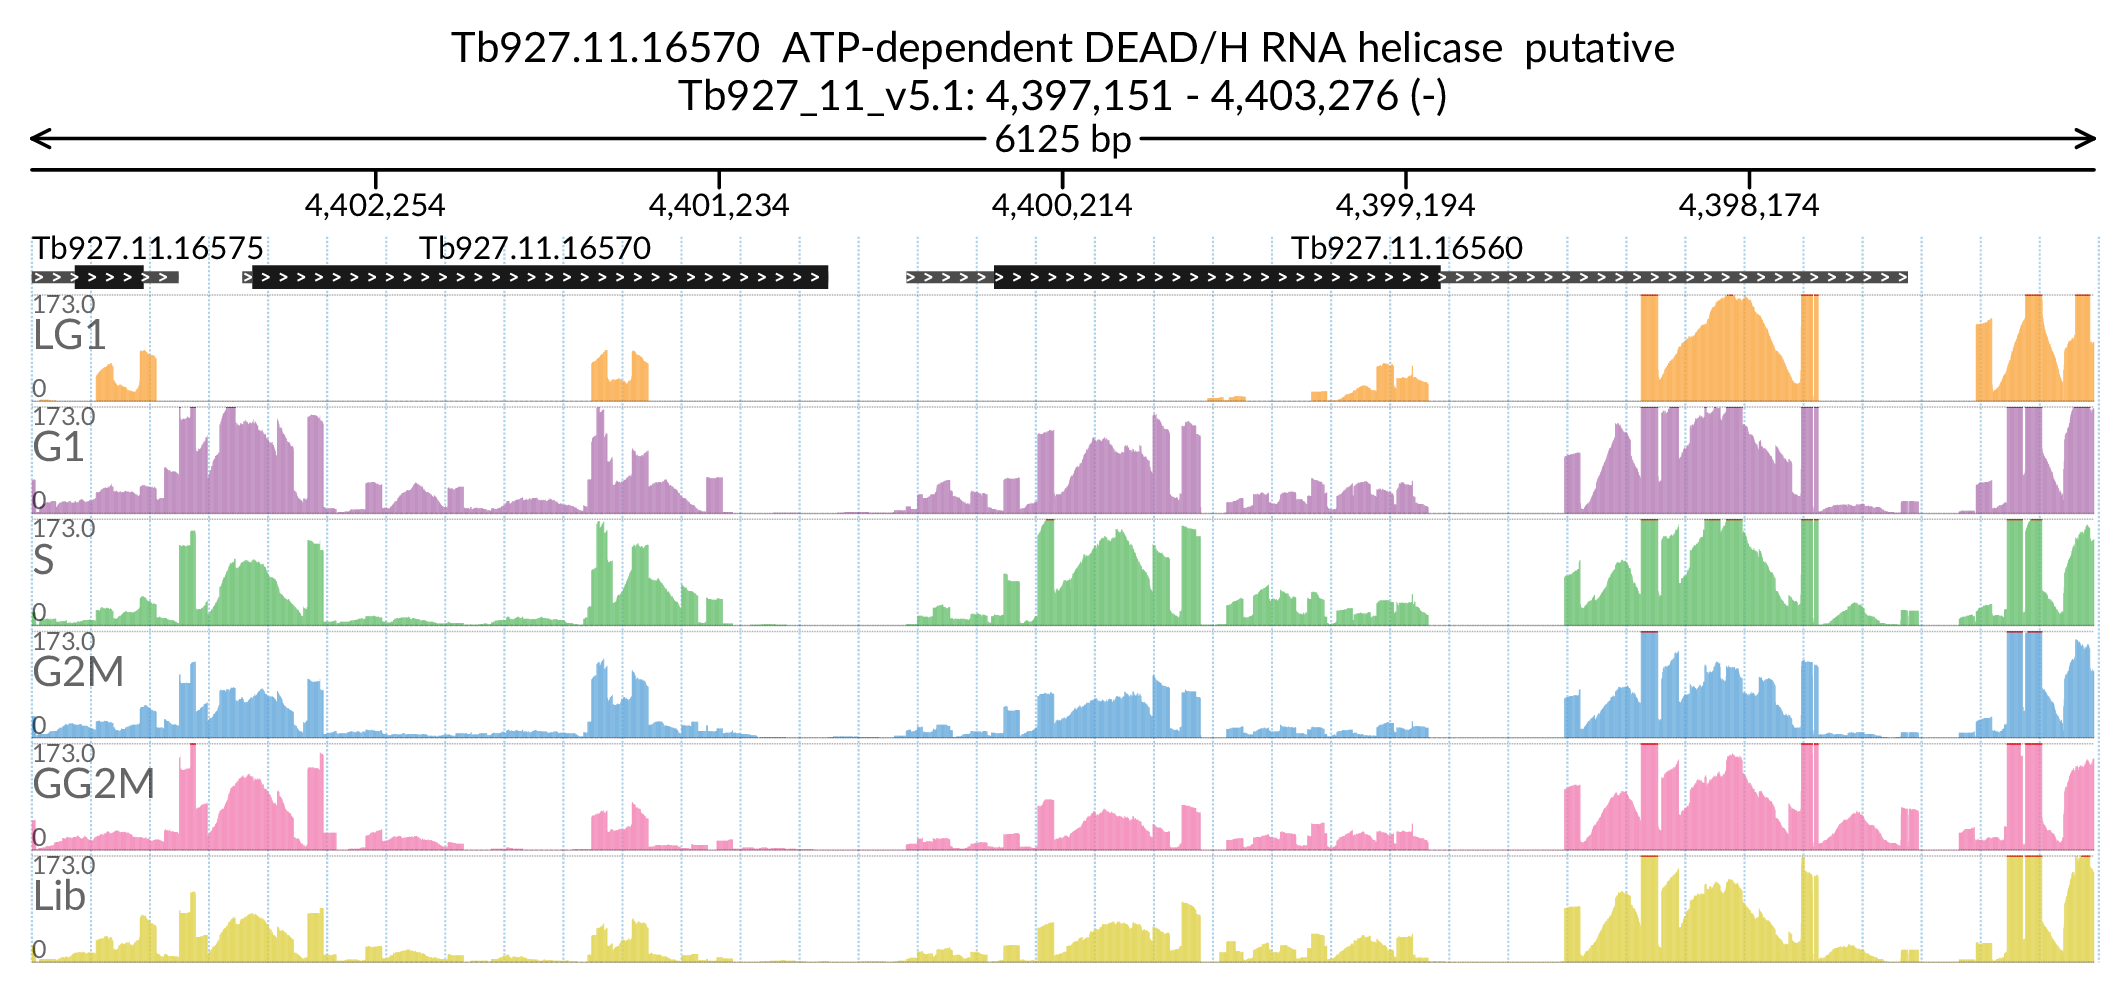 Tb927.11.16570  ATP-dependent DEAD/H RNA helicase  putative
Tb927_11_v5.1: 4,397,151 - 4,403,276 (-)
6125 bp
4,402,254 4,401,234 4,400,214 4,399,194 4,398,174
Tb927.11.16575 Tb927.11.16570 Tb927.11.16560
173.0
LG1
0
173.0
G1
0
173.0
S
0
173.0
G2M
0
173.0
GG2M
0
173.0
Lib
0